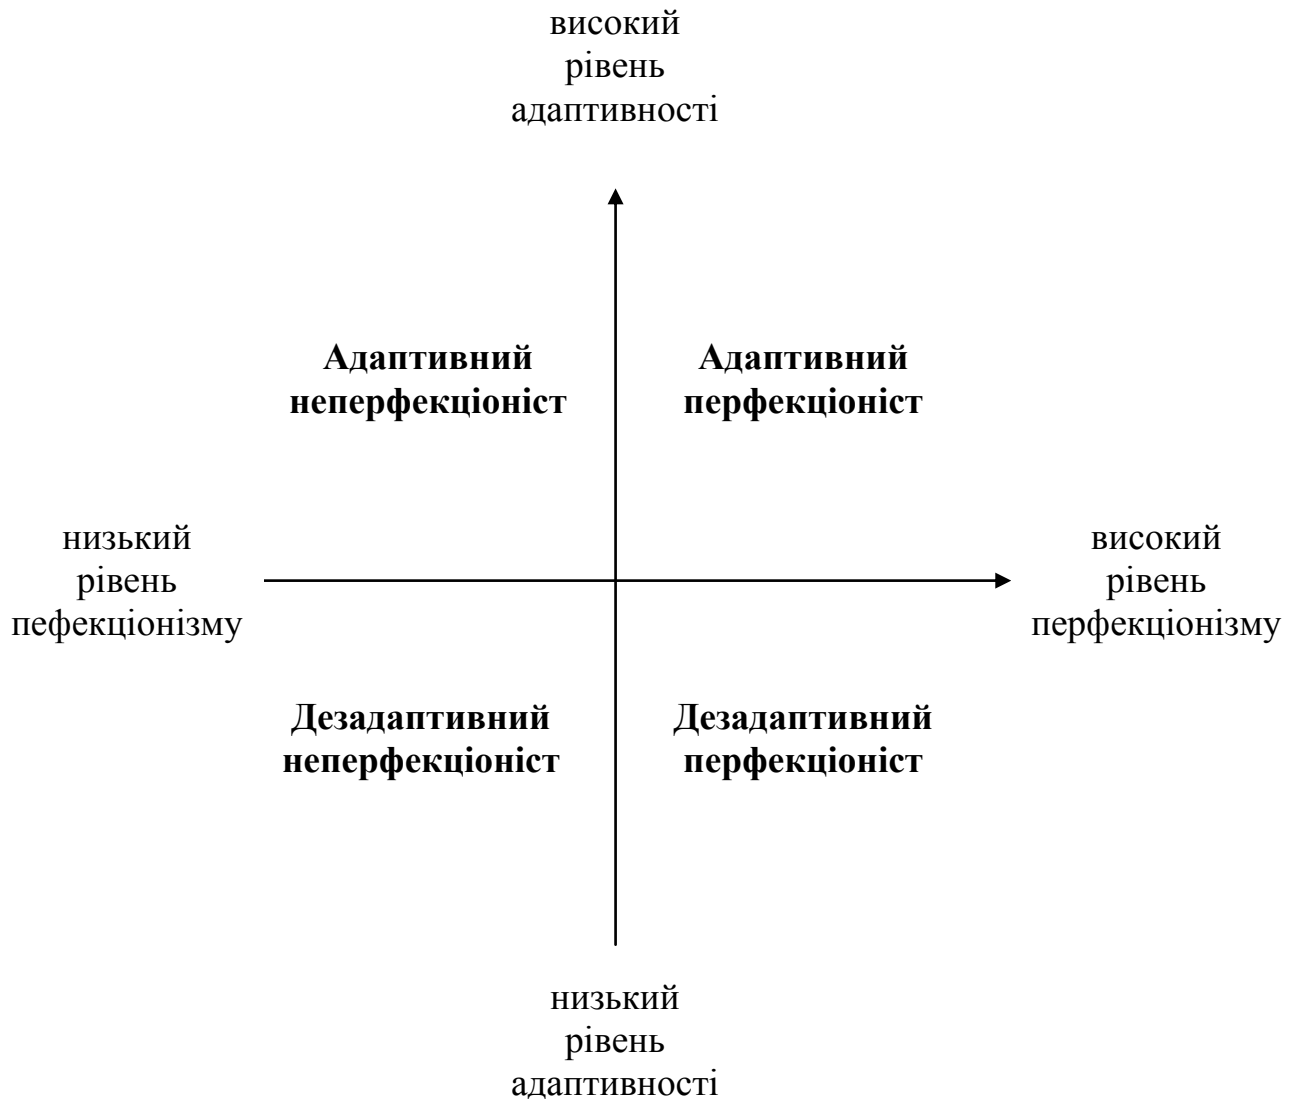 високий
рівень
адаптивності
Адаптивний
неперфекціоніст
Адаптивний
перфекціоніст
низький
рівень
пефекціонізму
високий
рівень
перфекціонізму
Дезадаптивний
неперфекціоніст
Дезадаптивний
перфекціоніст
низький
рівень
адаптивності